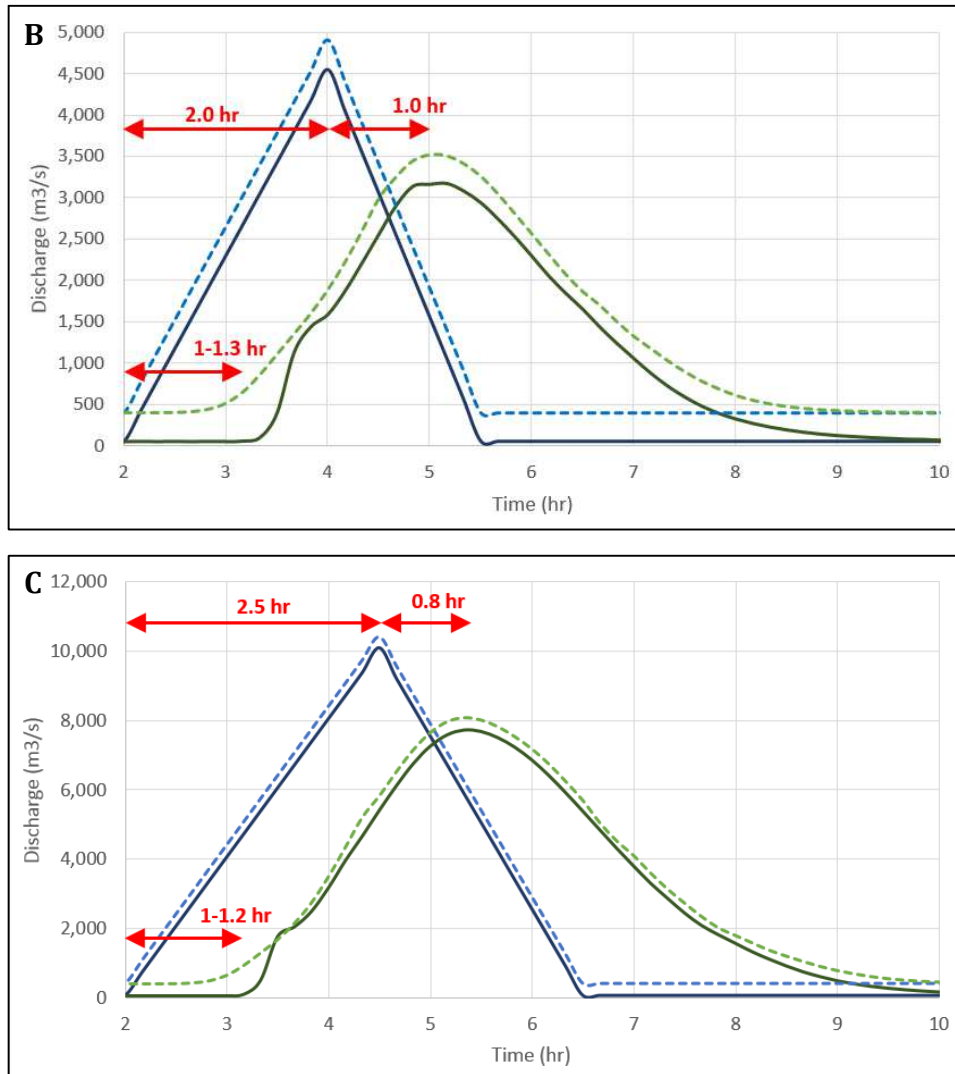 B
5,000
4,500
4,000
3,500
3,000
2,500
2,000
1,500
1,000
500
0
Discharge (m3/s)
2.0 hr
1.0 hr
1-1.3 hr
2 3 4 5 6 7 8 9 10
Time (hr)
C
12,000
10,000
8,000
6,000
4,000
2,000
0
Discharge (m3/s)
2.5 hr
0.8 hr
1-1.2 hr
2 3 4 5 6 7 8 9 10
Time (hr)